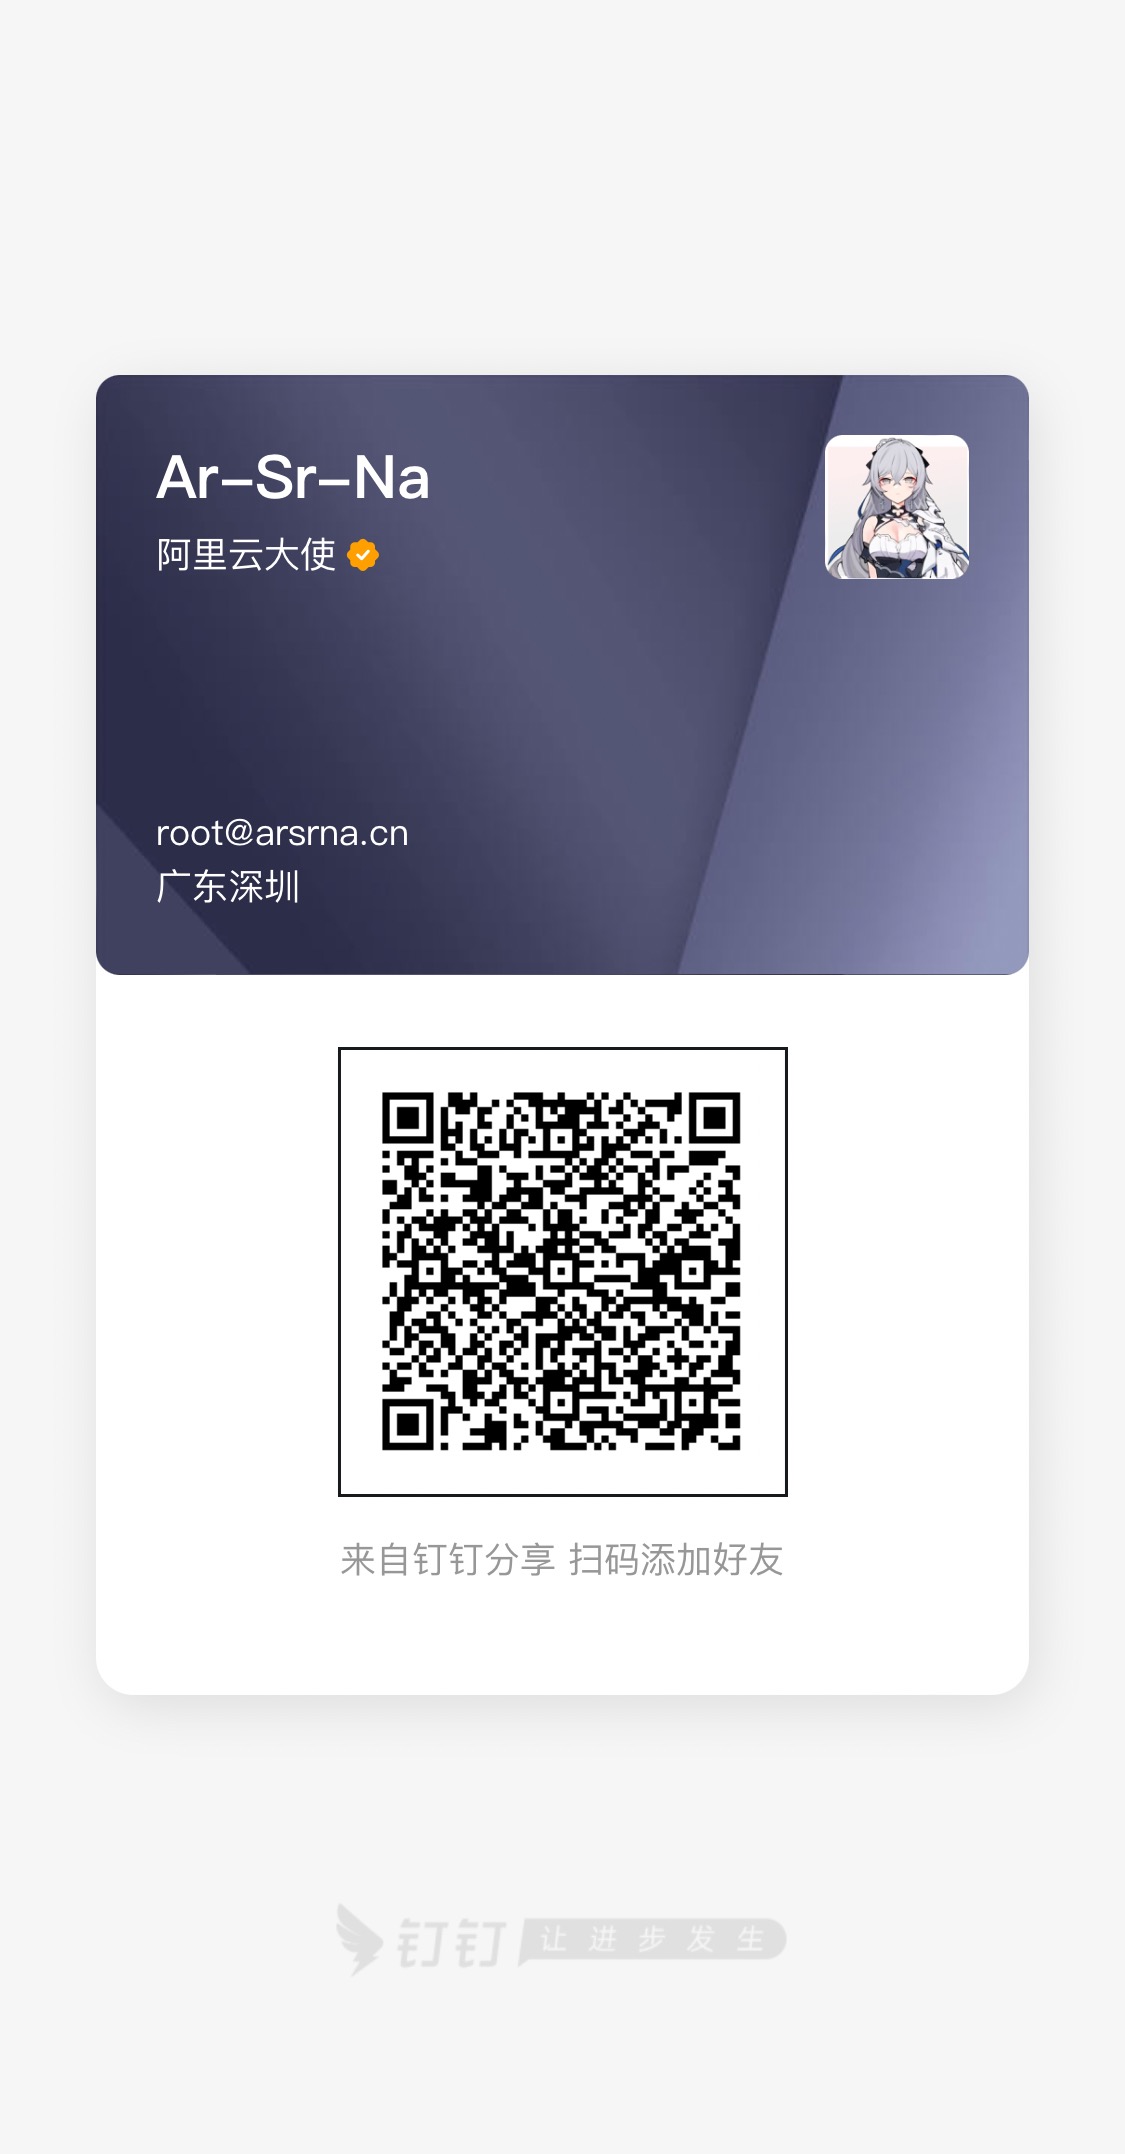 Ar-Sr-Na
阿里云大使
root@arsrna.cn
广东深圳
来自钉钉分享 扫码添加好友
钉钉 让进步发生